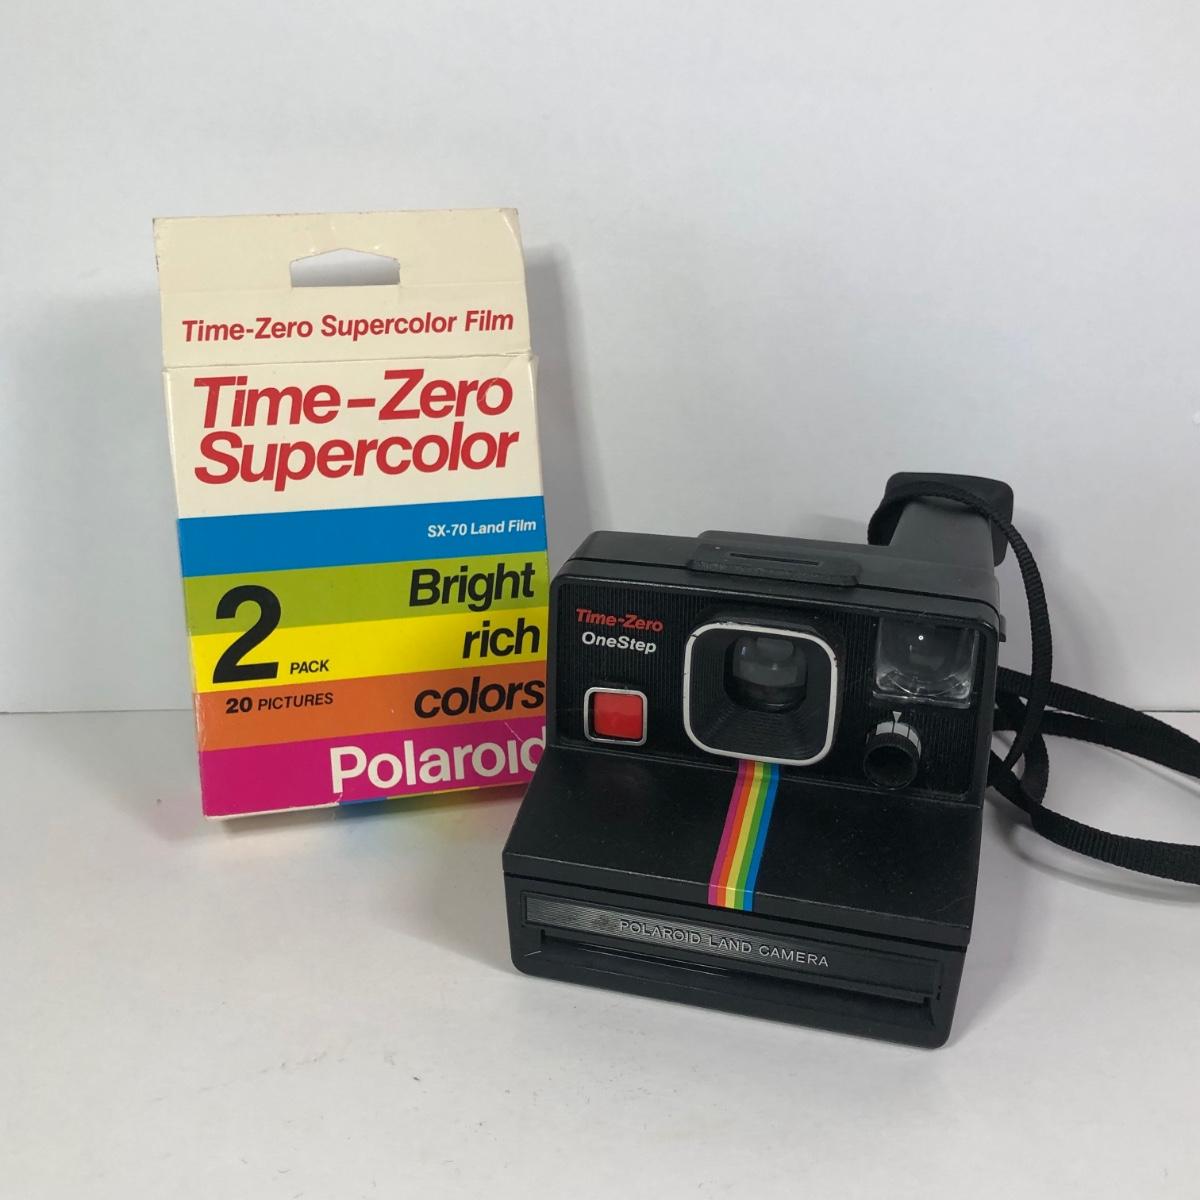 Time-Zero Supercolor Film
Time-Zero
Supercolor
SX-70 Land Film
2
PACK
20 PICTURES
Bright
rich
colors
Polaroid
Time-Zero
OneStep
POLAROID LAND CAMERA